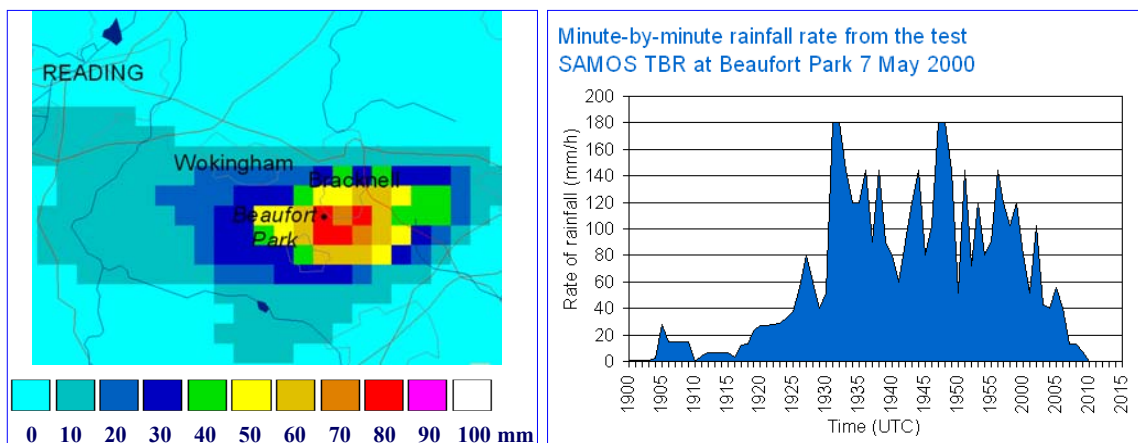 READING
Wokingham
Bracknell
Beaufort
Park
0 10 20 30 40 50 60 70 80 90 100 mm
Minute-by-minute rainfall rate from the test
SAMOS TBR at Beaufort Park 7 May 2000
Rate of rainfall (mm/h)
200
180
160
140
120
100
80
60
40
20
0
1900 1905 1910 1915 1920 1925 1930 1935 1940 1945 1950 1955 2000 2005 2010 2015
Time (UTC)